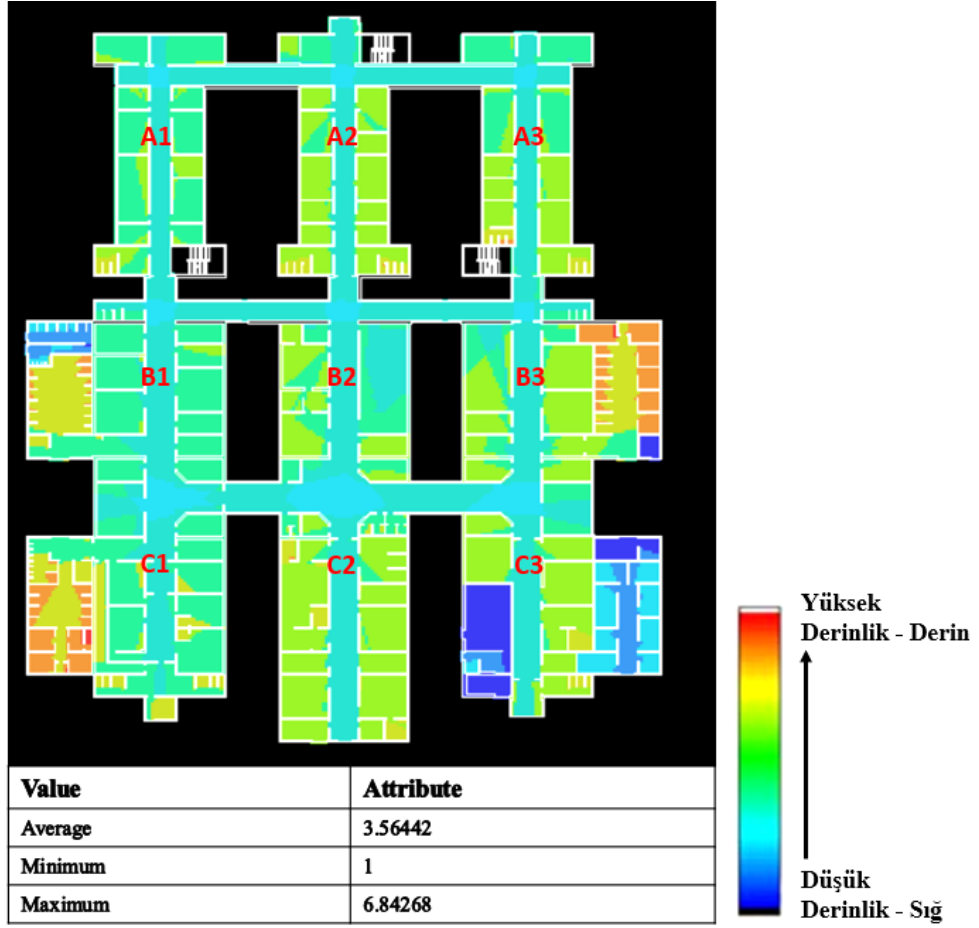 A1 A2 A3
B1 B2 B3
C1 C2 C3
Yüksek
Derinlik - Derin
Düşük
Derinlik - Sığ
Value Attribute
Average 3.56442
Minimum 1
Maximum 6.84268